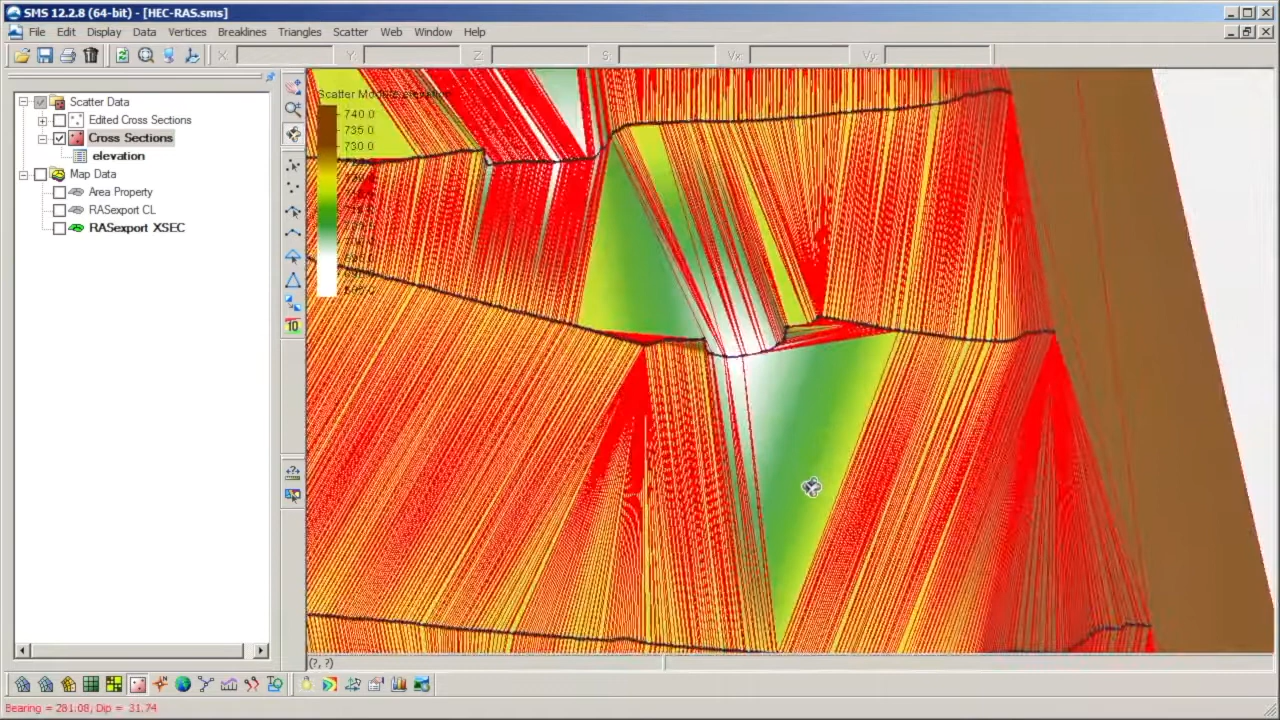 SMS 12.2.8 (64-bit) - [HEC-RAS.sms]
File Edit Display Data Vertices Breaklines Triangles Scatter Web Window Help
X: Y: Z: S: Vx: Vy:
Scatter Data
Edited Cross Sections
Cross Sections
elevation
Map Data
Area Property
RASexport CL
RASexport XSEC
740.0
735.0
730.0
10
(?, ?)
Bearing = 281.08, Dip = 31.74